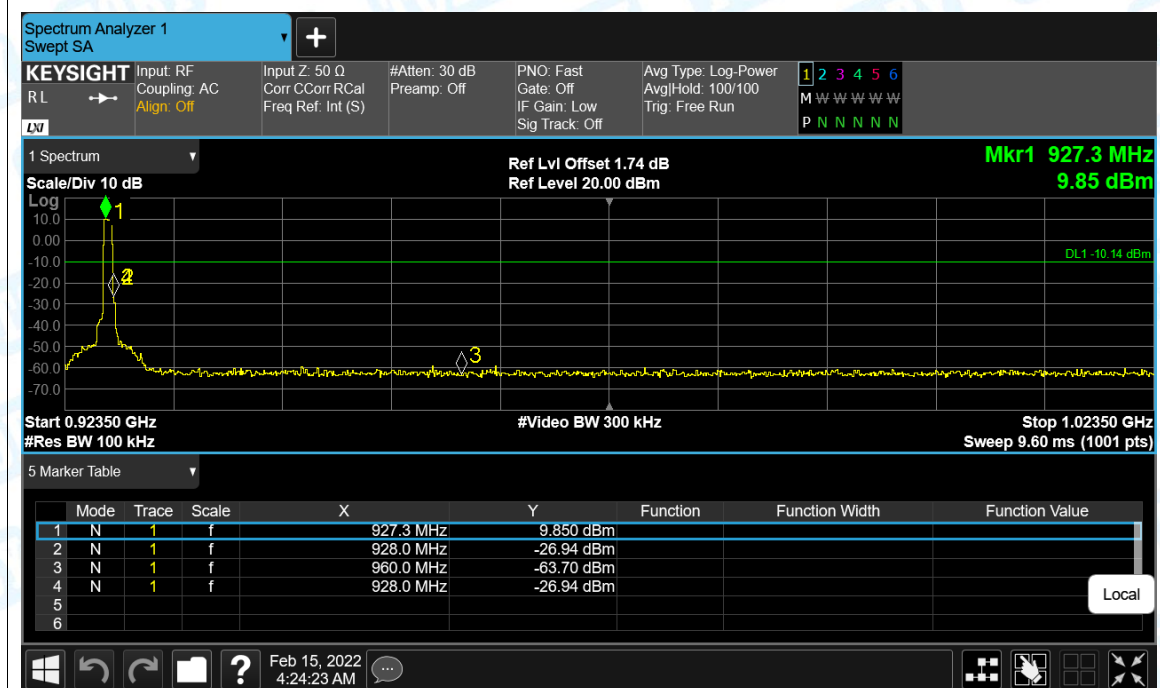 Spectrum Analyzer 1
Swept SA
KEYSIGHT
RL
LXI
Input: RF
Coupling: AC
Align: Off
Input Z: 50 Ω
Corr CCorr RCal
Freq Ref: Int (S)
#Atten: 30 dB
Preamp: Off
PNO: Fast
Gate: Off
IF Gain: Low
Sig Track: Off
Avg Type: Log-Power
Avg|Hold: 100/100
Trig: Free Run
1 2 3 4 5 6
M W W W W W
P N N N N N
1 Spectrum
Scale/Div 10 dB
Ref Lvl Offset 1.74 dB
Ref Level 20.00 dBm
Mkr1 927.3 MHz
9.85 dBm
Log
10.0
0.00
-10.0
-20.0
-30.0
-40.0
-50.0
-60.0
-70.0
1
3
DL1 -10.14 dBm
Start 0.92350 GHz
#Res BW 100 kHz
#Video BW 300 kHz
Stop 1.02350 GHz
Sweep 9.60 ms (1001 pts)
5 Marker Table
Mode Trace Scale X Y Function Function Width Function Value
1 N 1 f 927.3 MHz 9.850 dBm
2 N 1 f 928.0 MHz -26.94 dBm
3 N 1 f 960.0 MHz -63.70 dBm
4 N 1 f 928.0 MHz -26.94 dBm
5
6
Local
?
Feb 15, 2022
4:24:23 AM